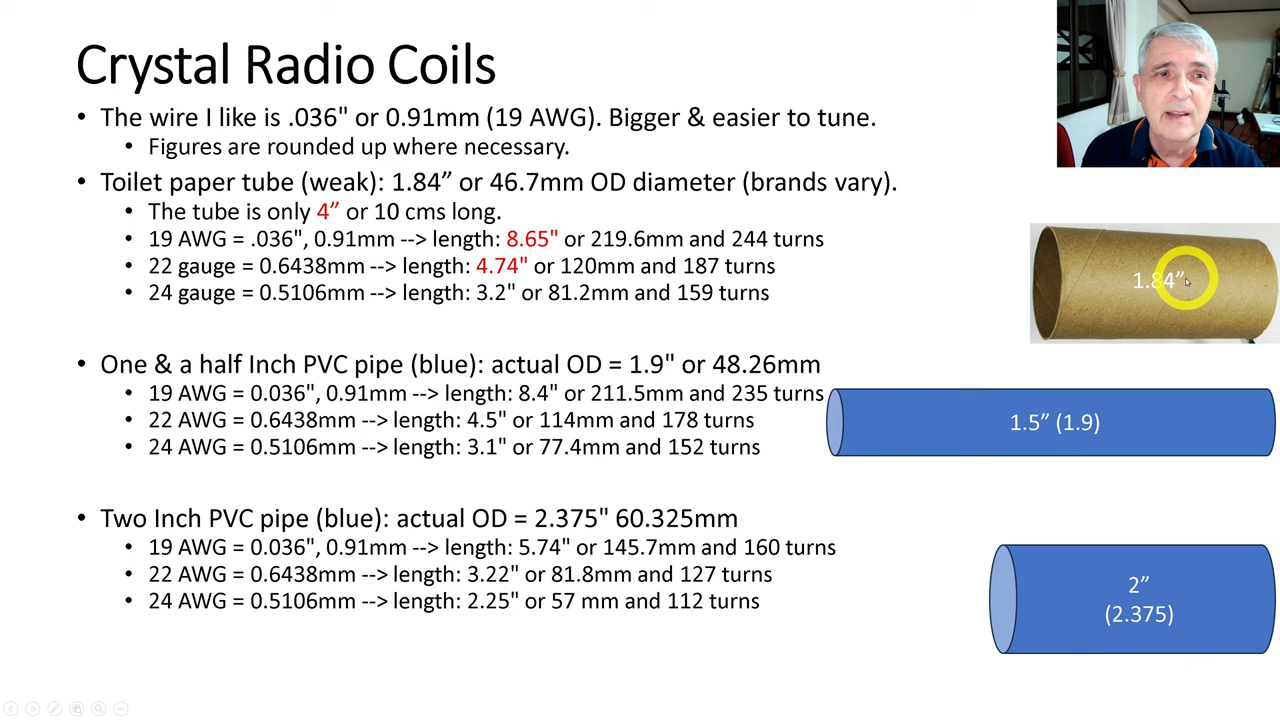 Crystal Radio Coils
• The wire I like is .036" or 0.91mm (19 AWG). Bigger & easier to tune.
• Figures are rounded up where necessary.
• Toilet paper tube (weak): 1.84” or 46.7mm OD diameter (brands vary).
• The tube is only 4” or 10 cms long.
• 19 AWG = .036", 0.91mm --> length: 8.65" or 219.6mm and 244 turns
• 22 gauge = 0.6438mm --> length: 4.74" or 120mm and 187 turns
• 24 gauge = 0.5106mm --> length: 3.2" or 81.2mm and 159 turns
1.84”
• One & a half Inch PVC pipe (blue): actual OD = 1.9" or 48.26mm
• 19 AWG = 0.036", 0.91mm --> length: 8.4" or 211.5mm and 235 turns
• 22 AWG = 0.6438mm --> length: 4.5" or 114mm and 178 turns
• 24 AWG = 0.5106mm --> length: 3.1" or 77.4mm and 152 turns
1.5” (1.9)
• Two Inch PVC pipe (blue): actual OD = 2.375" 60.325mm
• 19 AWG = 0.036", 0.91mm --> length: 5.74" or 145.7mm and 160 turns
• 22 AWG = 0.6438mm --> length: 3.22" or 81.8mm and 127 turns
• 24 AWG = 0.5106mm --> length: 2.25" or 57 mm and 112 turns
2”
(2.375)